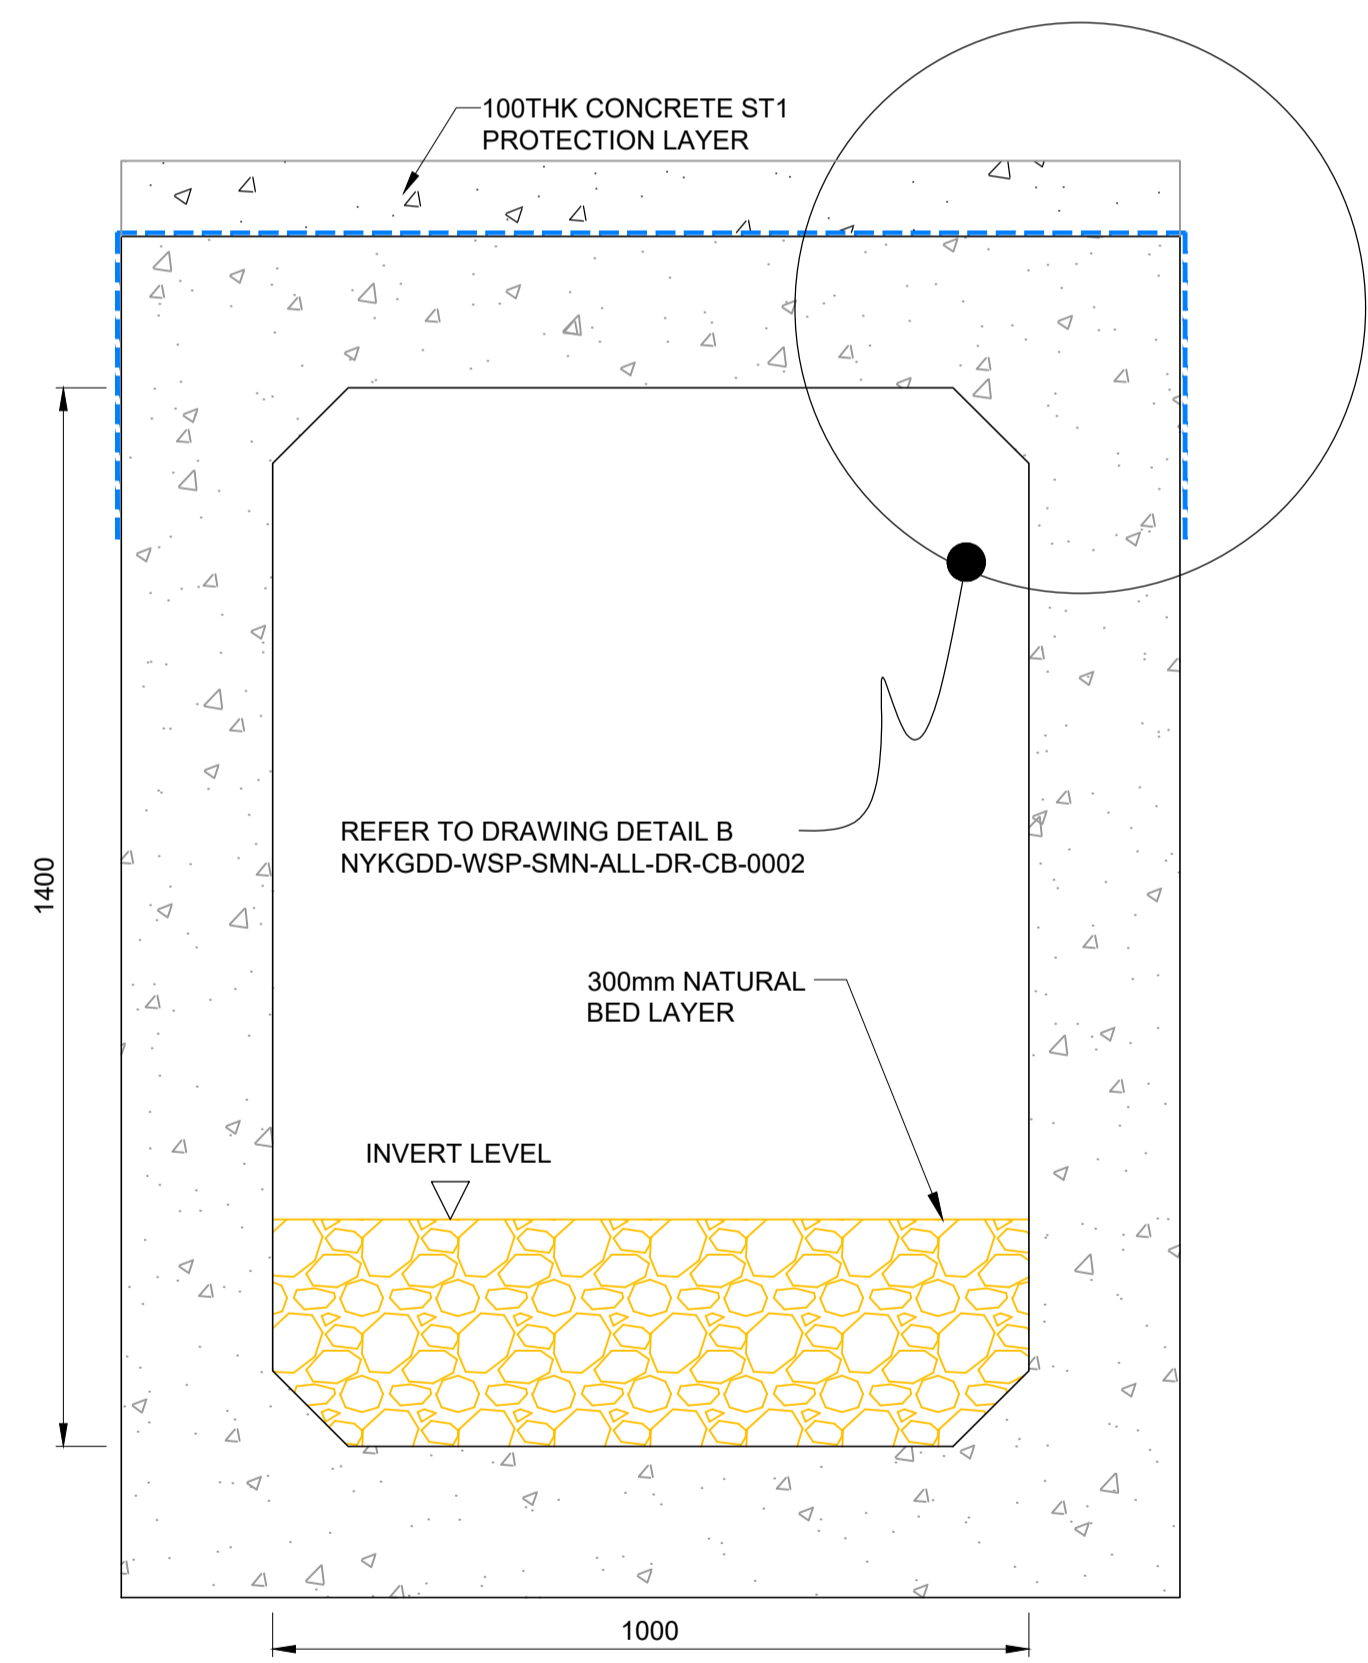 100THK CONCRETE ST1
PROTECTION LAYER
REFER TO DRAWING DETAIL B
NYKGDD-WSP-SMN-ALL-DR-CB-0002
1400
300mm NATURAL
BED LAYER
INVERT LEVEL
1000